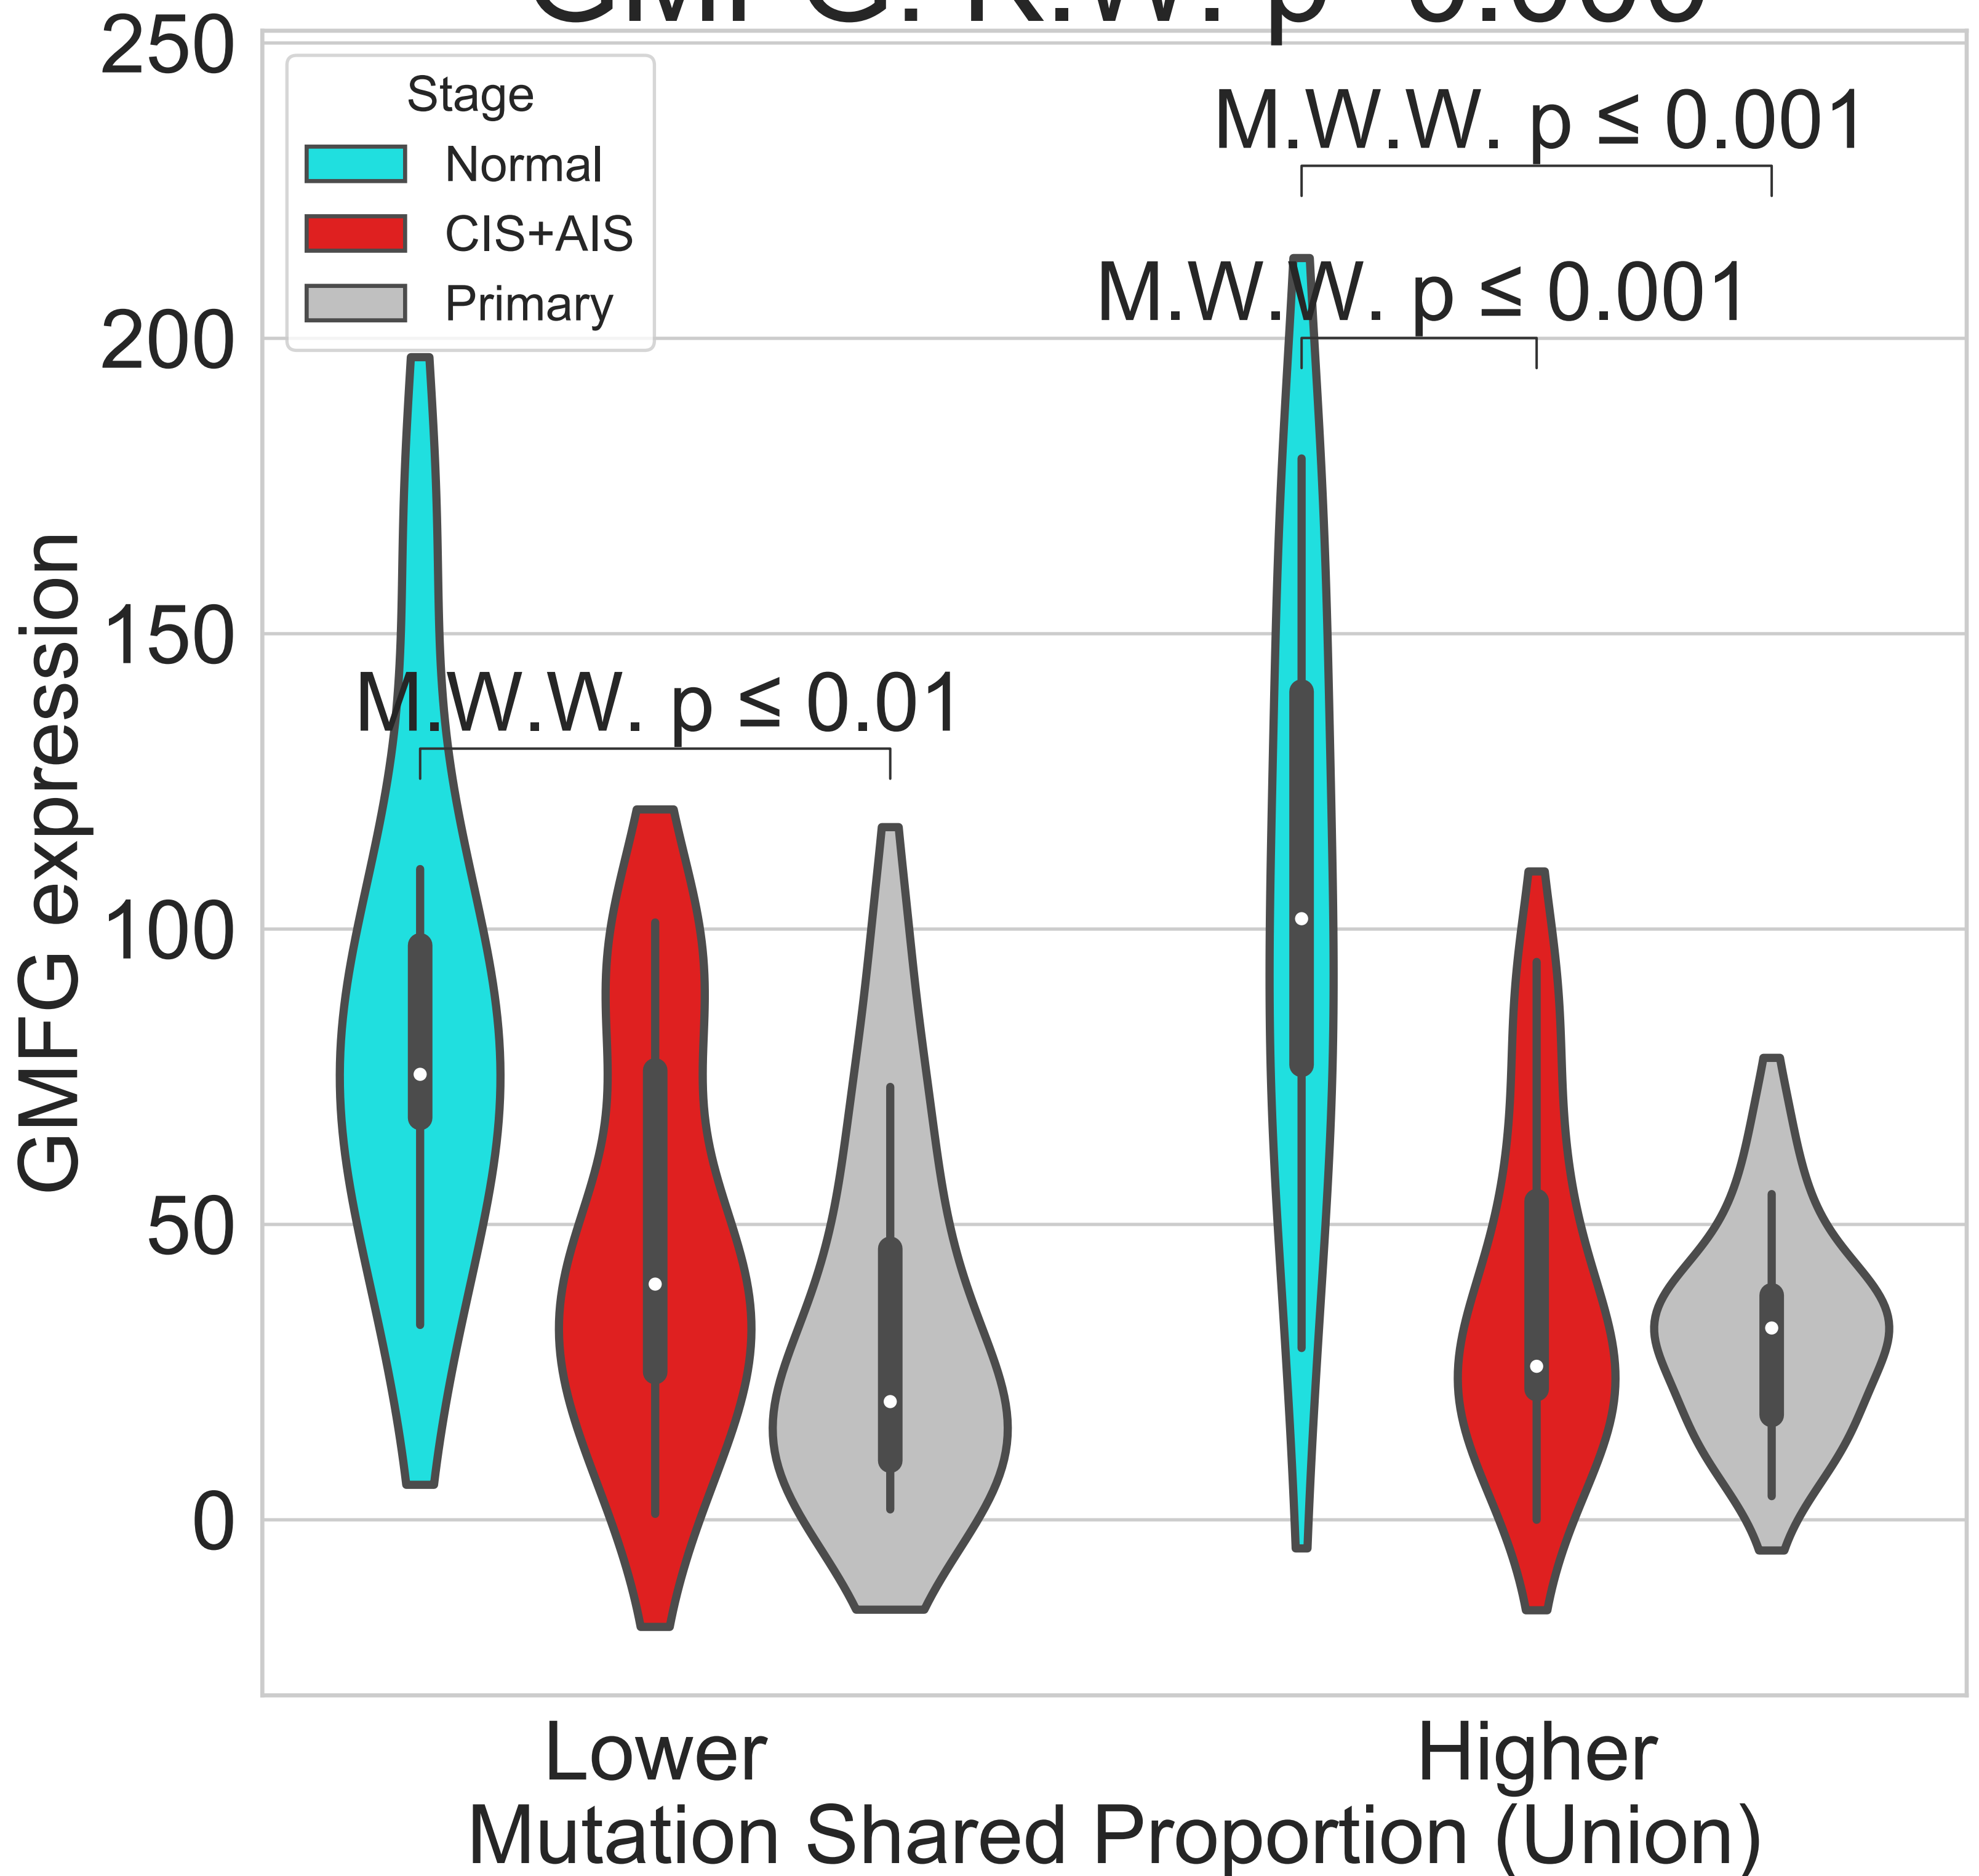 250
Stage
Normal
CIS+AIS
Primary
M.W.W. p ≤ 0.001
M.W.W. p ≤ 0.001
200
150
M.W.W. p ≤ 0.01
100
50
0
GMFG expression
Lower
Higher
Mutation Shared Proportion (Union)